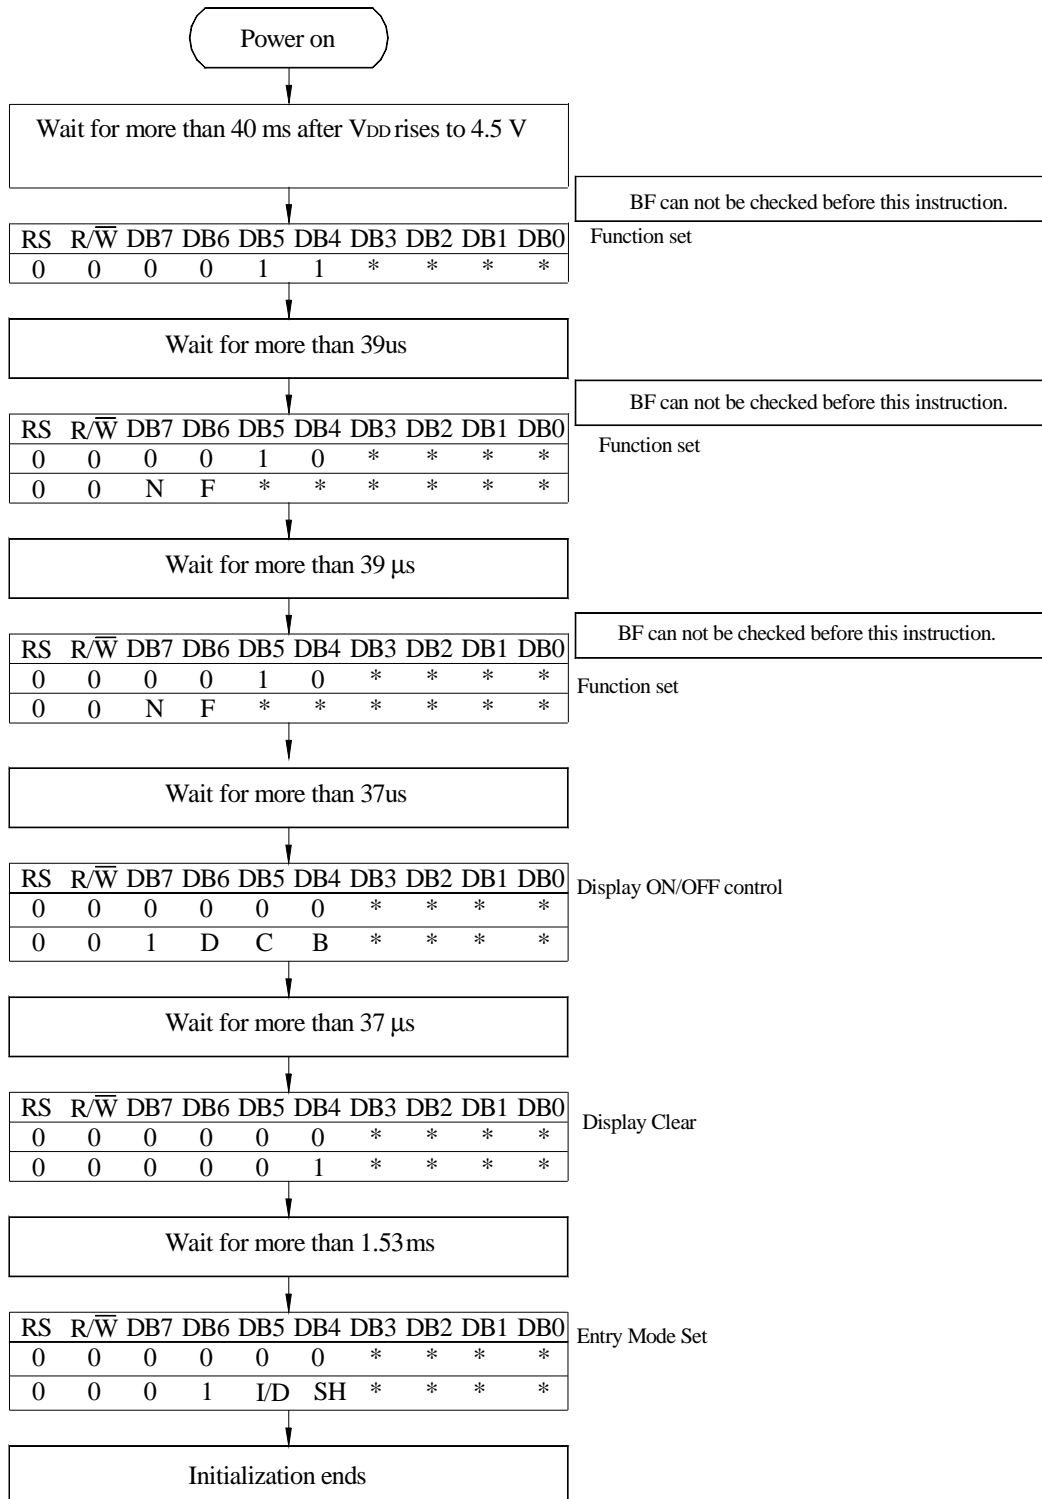 Power on
Wait for more than 40 ms after VDD rises to 4.5 V
BF can not be checked before this instruction.
RS R/W̅ DB7 DB6 DB5 DB4 DB3 DB2 DB1 DB0
Function set
0 0 0 0 1 1 * * * *
Wait for more than 39us
BF can not be checked before this instruction.
RS R/W̅ DB7 DB6 DB5 DB4 DB3 DB2 DB1 DB0
Function set
0 0 0 0 1 0 * * * *
0 0 N F * * * * * *
Wait for more than 39 μs
BF can not be checked before this instruction.
RS R/W̅ DB7 DB6 DB5 DB4 DB3 DB2 DB1 DB0
0 0 0 0 1 0 * * * *
Function set
0 0 N F * * * * * *
Wait for more than 37us
RS R/W̅ DB7 DB6 DB5 DB4 DB3 DB2 DB1 DB0
Display ON/OFF control
0 0 0 0 0 0 * * * *
0 0 1 D C B * * * *
Wait for more than 37 μs
RS R/W̅ DB7 DB6 DB5 DB4 DB3 DB2 DB1 DB0
Display Clear
0 0 0 0 0 0 * * * *
0 0 0 0 0 1 * * * *
Wait for more than 1.53ms
RS R/W̅ DB7 DB6 DB5 DB4 DB3 DB2 DB1 DB0
Entry Mode Set
0 0 0 0 0 0 * * * *
0 0 0 1 I/D SH * * * *
Initialization ends